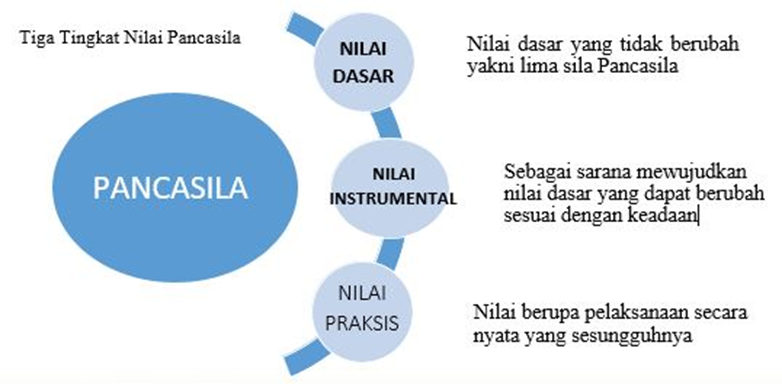 Tiga Tingkat Nilai Pancasila
PANCASILA
NILAI
DASAR
Nilai dasar yang tidak berubah
yakni lima sila Pancasila
NILAI
INSTRUMENTAL
Sebagai sarana mewujudkan
nilai dasar yang dapat berubah
sesuai dengan keadaan
NILAI
PRAKSIS
Nilai berupa pelaksanaan secara
nyata yang sesungguhnya